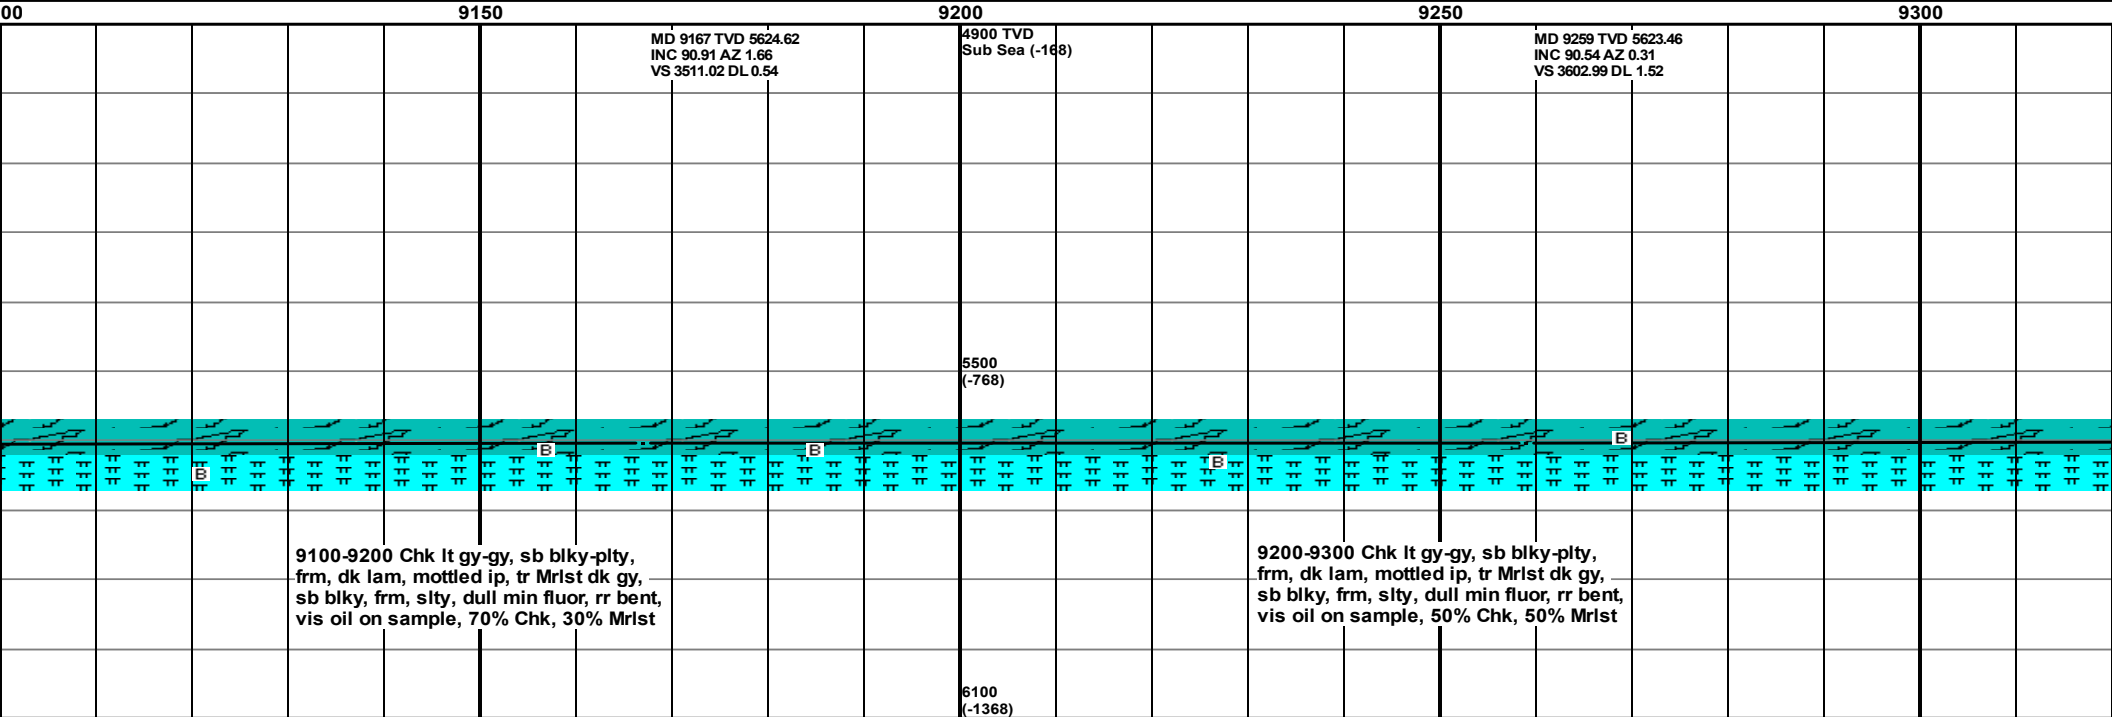 00 9150 9200 9250 9300
MD 9167 TVD 5624.62
INC 90.91 AZ 1.66
VS 3511.02 DL 0.54
4900 TVD
Sub Sea (-168)
MD 9259 TVD 5623.46
INC 90.54 AZ 0.31
VS 3602.99 DL 1.52
5500
(-768)
B
B
B
B
B
9100-9200 Chk lt gy-gy, sb blky-plty,
frm, dk lam, mottled ip, tr Mrlst dk gy,
sb blky, frm, slty, dull min fluor, rr bent,
vis oil on sample, 70% Chk, 30% Mrlst
9200-9300 Chk lt gy-gy, sb blky-plty,
frm, dk lam, mottled ip, tr Mrlst dk gy,
sb blky, frm, slty, dull min fluor, rr bent,
vis oil on sample, 50% Chk, 50% Mrlst
6100
(-1368)